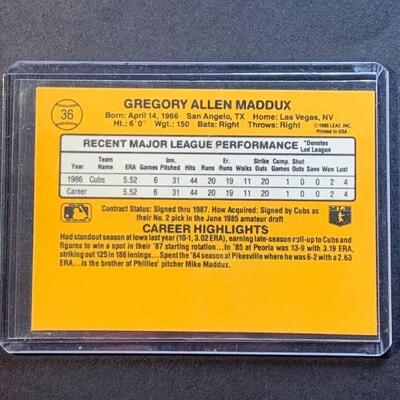 36
GREGORY ALLEN MADDUX
Born: April 14, 1966 San Angelo, TX Home: Las Vegas, NV
Ht.: 6'0" Wgt.: 150 Bats: Right Throws: Right
© 1986 LEAF, INC.
Printed in USA
RECENT MAJOR LEAGUE PERFORMANCE *Denotes Led League
Year Team Name ERA Games Inn. Pitched Hits Runs Er. Runs Walks Strike Outs Comp. Games Shut Outs Save Won Lost
1986 Cubs 5.52 6 31 44 20 19 11 20 1 0 0 2 4
Career 5.52 6 31 44 20 19 11 20 1 0 0 2 4
Contract Status: Signed thru 1987. How Acquired: Signed by Cubs as
their No. 2 pick in the June 1985 amateur draft
CAREER HIGHLIGHTS
Had standout season at Iowa last year (10-1, 3.02 ERA), earning late-season call-up to Cubs and
figures to win a spot in their '87 starting rotation...In '85 at Peoria was 13-9 with 3.19 ERA,
striking out 125 in 186 innings...Spent the '84 season at Pikesville where he was 6-2 with a 2.63
ERA...is the brother of Phillies' pitcher Mike Maddux.